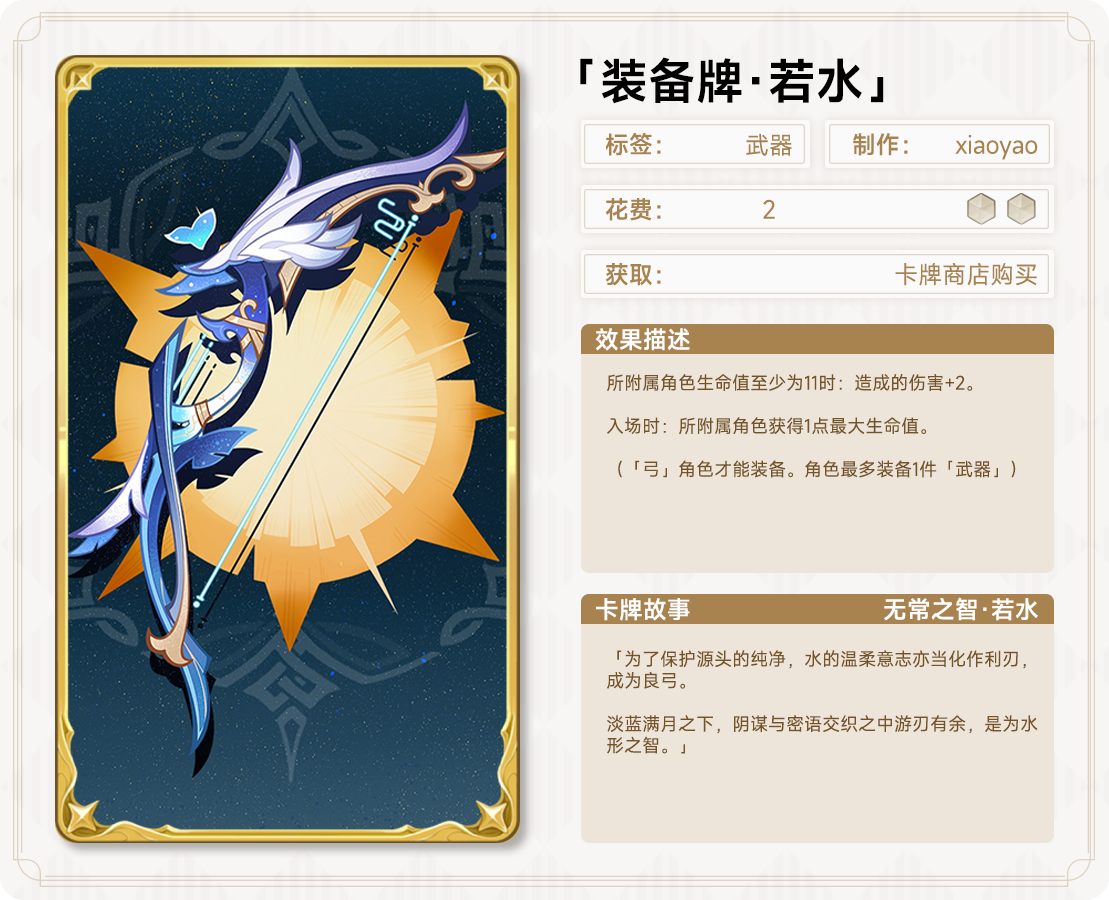 「装备牌·若水」
标签： 武器 制作： xiaoyao
花费： 2
获取： 卡牌商店购买
效果描述
所附属角色生命值至少为11时：造成的伤害+2。
入场时：所附属角色获得1点最大生命值。
（「弓」角色才能装备。角色最多装备1件「武器」）
卡牌故事 无常之智·若水
「为了保护源头的纯净，水的温柔意志亦当化作利刃，
成为良弓。
淡蓝满月之下，阴谋与密语交织之中游刃有余，是为水
形之智。」